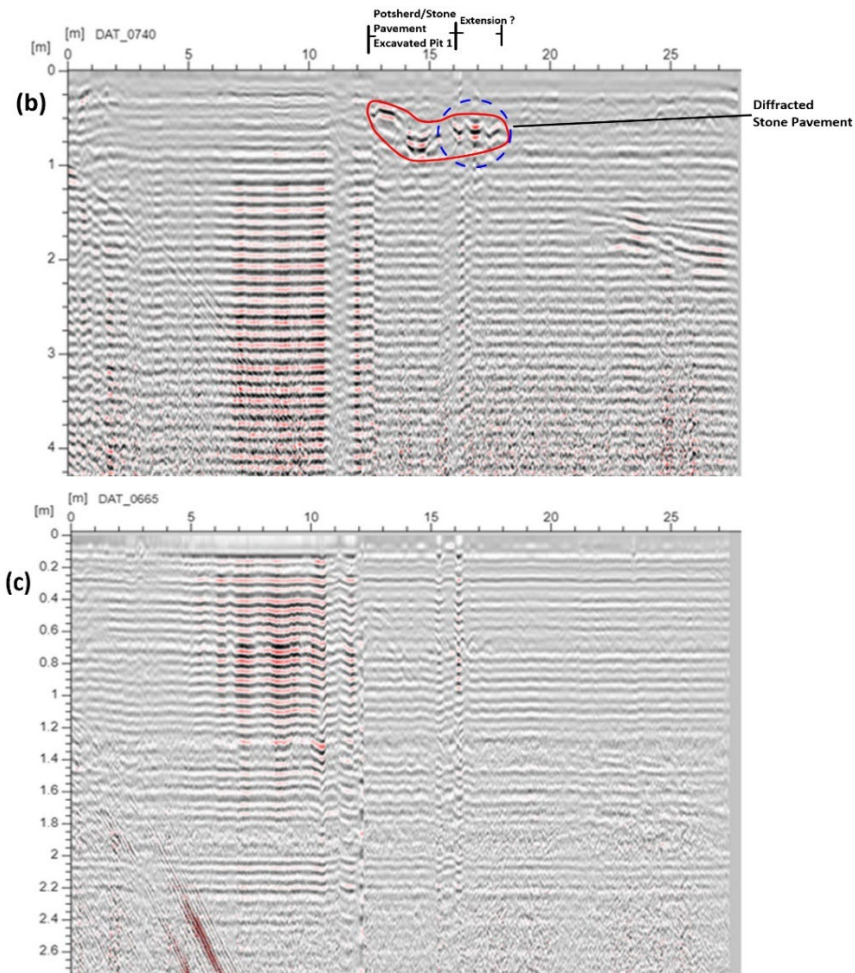 Potsherd/Stone
Pavement
Excavated Pit 1
Extension ?
[m] DAT_0740
[m]
0 5 10 15 20 25
(b)
0
1
2
3
4
Diffracted
Stone Pavement
[m] DAT_0665
[m]
0 5 10 15 20 25
(c)
0
0.2
0.4
0.6
0.8
1
1.2
1.4
1.6
1.8
2
2.2
2.4
2.6